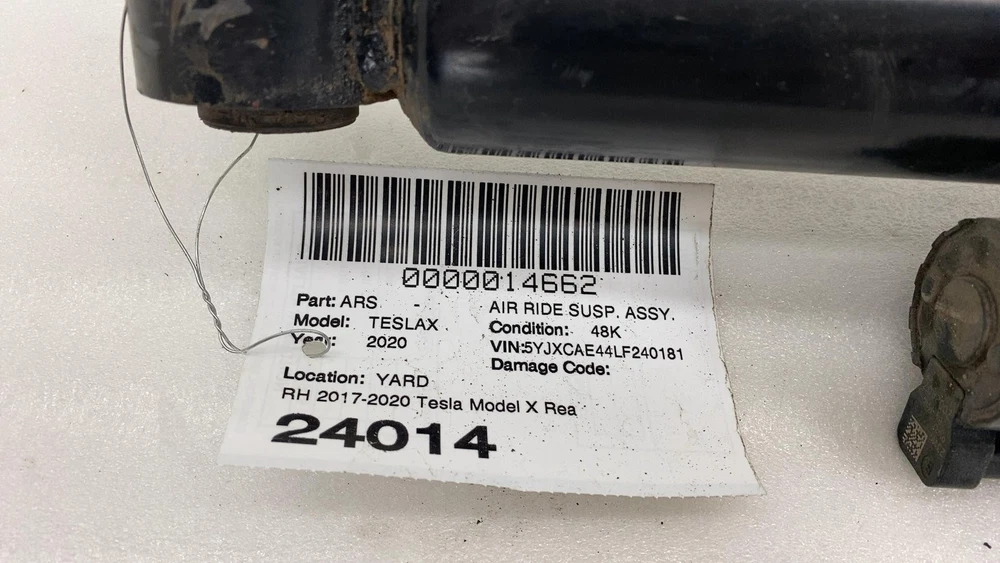 0000014662
Part: ARS - AIR RIDE SUSP. ASSY.
Model: TESLAX Condition: 48K
Year: 2020 VIN:5YJXCAE44LF240181
Damage Code:
Location: YARD
RH 2017-2020 Tesla Model X Rea
24014